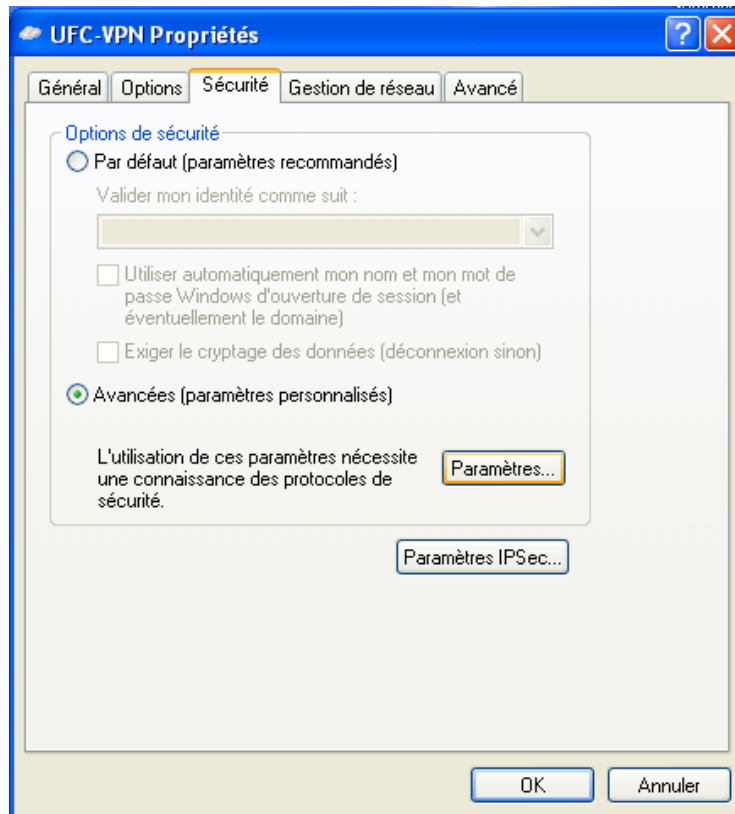 UFC-VPN Propriétés
Général Options Sécurité Gestion de réseau Avancé
Options de sécurité
Par défaut (paramètres recommandés)
Valider mon identité comme suit :
Utiliser automatiquement mon nom et mon mot de
passe Windows d'ouverture de session (et
éventuellement le domaine)
Exiger le cryptage des données (déconnexion sinon)
Avancées (paramètres personnalisés)
L'utilisation de ces paramètres nécessite
une connaissance des protocoles de
sécurité.
Paramètres...
Paramètres IPSec...
OK Annuler